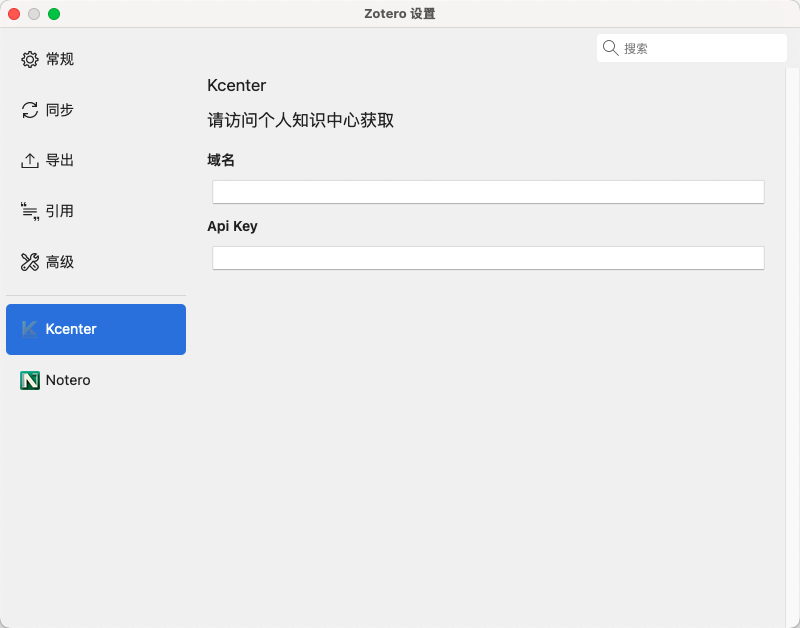 Zotero 设置
搜索
常规
同步
导出
引用
高级
Kcenter
Notero
Kcenter
请访问个人知识中心获取
域名
Api Key